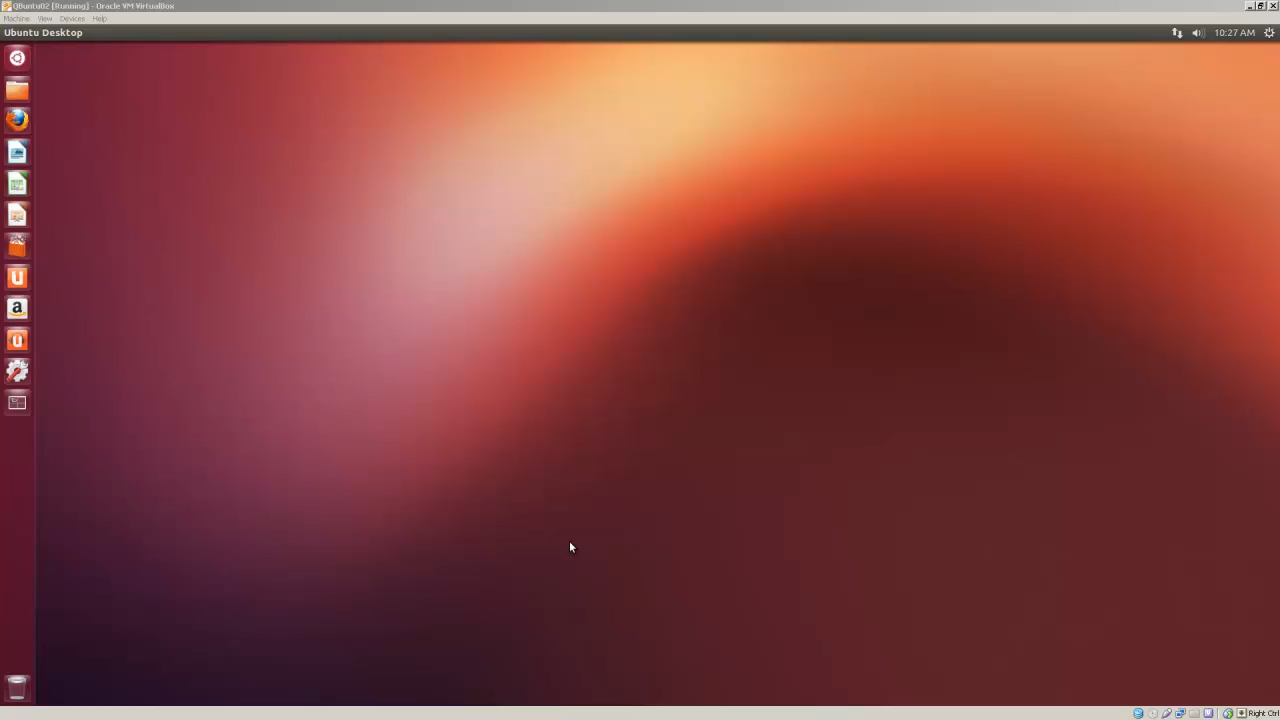 QBuntu02 [Running] - Oracle VM VirtualBox
Machine View Devices Help
Ubuntu Desktop 10:27 AM
Right Ctrl